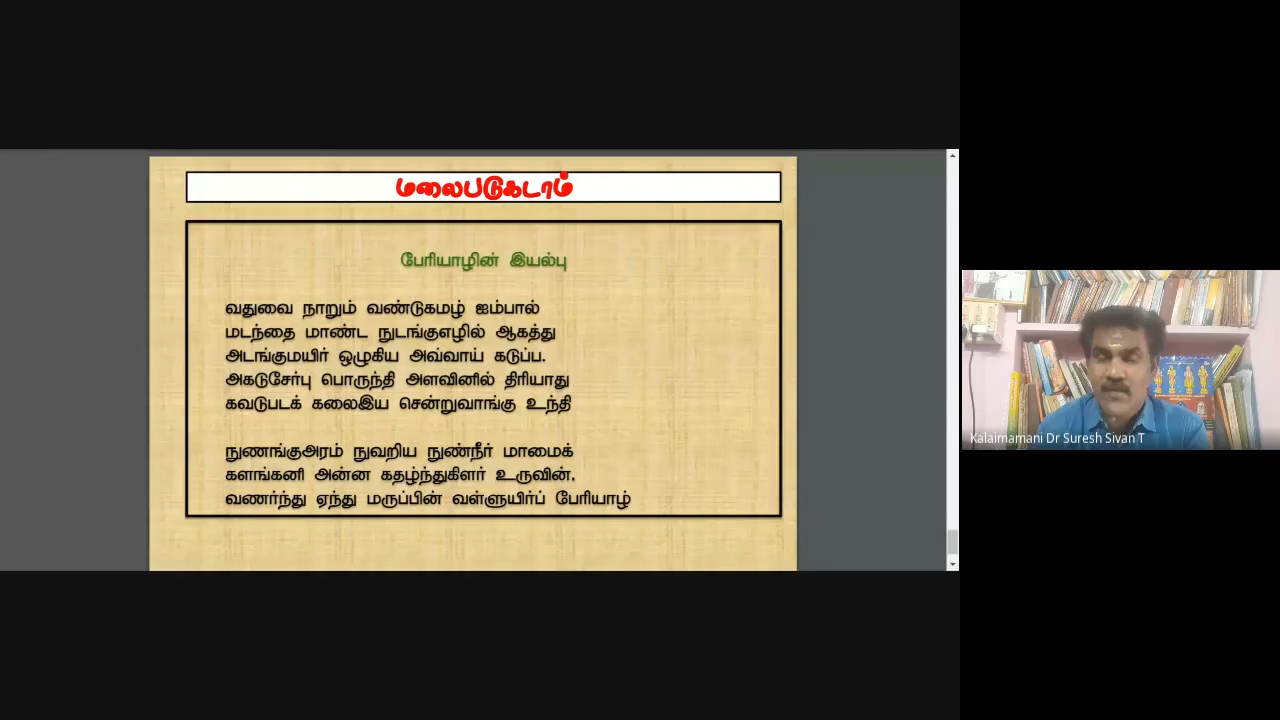 மலைபடுகடாம்
பேரியாழின் இயல்பு
வதுவை நாறும் வண்டுகமழ் ஐம்பால்
மடந்தை மாண்ட நுடங்குஎழில் ஆகத்து
அடங்குமயிர் ஒழுகிய அவ்வாய் கடுப்ப.
அகடுசேர்பு பொருந்தி அளவினில் திரியாது
கவடுபடக் கலைஇய சென்றுவாங்கு உந்தி
நுணங்குஅரம் நுவறிய நுண்நீர் மாமைக்
களங்கனி அன்ன கதழ்ந்துகிளர் உருவின்,
வணர்ந்து ஏந்து மருப்பின் வள்ளுயிர்ப் பேரியாழ்
Kalaimamani Dr Suresh Sivan T